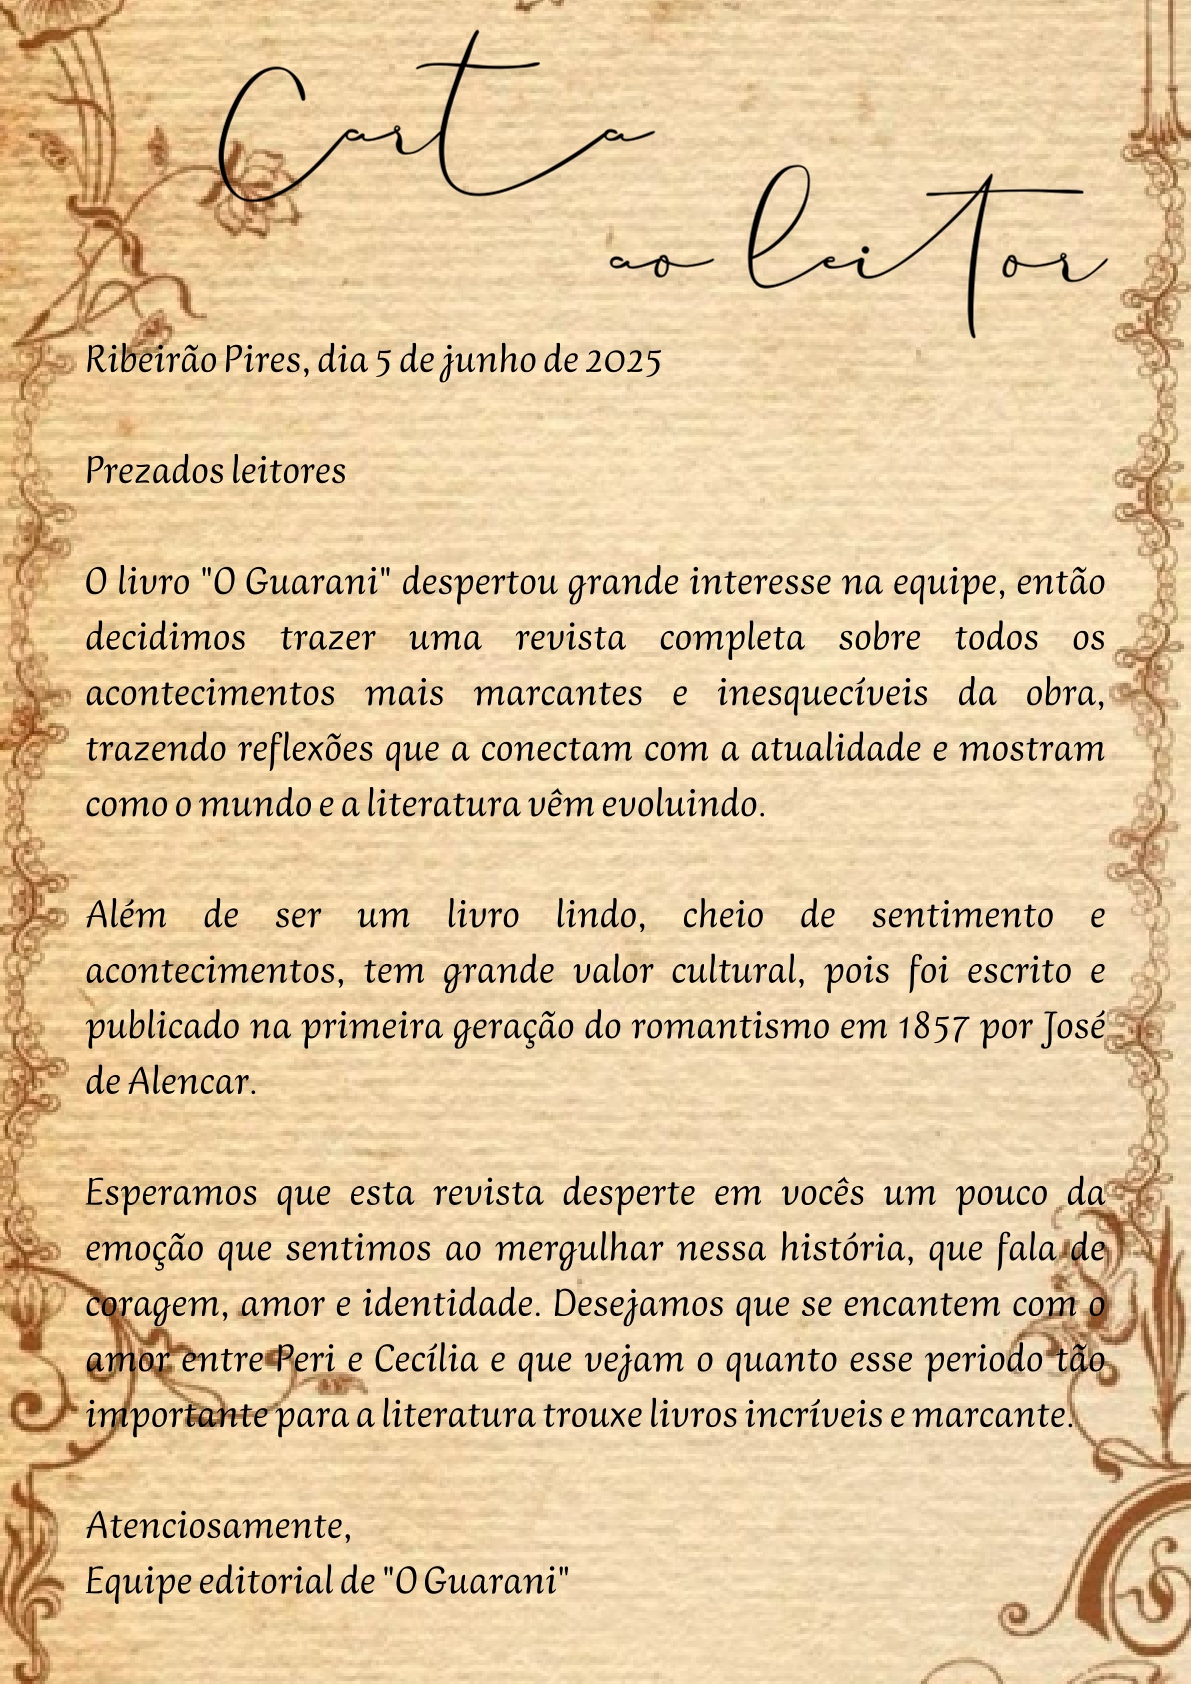 Carta
ao leitor
Ribeirão Pires, dia 5 de junho de 2025
Prezados leitores
O livro "O Guarani" despertou grande interesse na equipe, então
decidimos trazer uma revista completa sobre todos os
acontecimentos mais marcantes e inesquecíveis da obra,
trazendo reflexões que a conectam com a atualidade e mostram
como o mundo e a literatura vêm evoluindo.
Além de ser um livro lindo, cheio de sentimento e
acontecimentos, tem grande valor cultural, pois foi escrito e
publicado na primeira geração do romantismo em 1857 por José
de Alencar.
Esperamos que esta revista desperte em vocês um pouco da
emoção que sentimos ao mergulhar nessa história, que fala de
coragem, amor e identidade. Desejamos que se encantem com o
amor entre Peri e Cecília e que vejam o quanto esse periodo tão
importante para a literatura trouxe livros incríveis e marcante.
Atenciosamente,
Equipe editorial de "O Guarani"